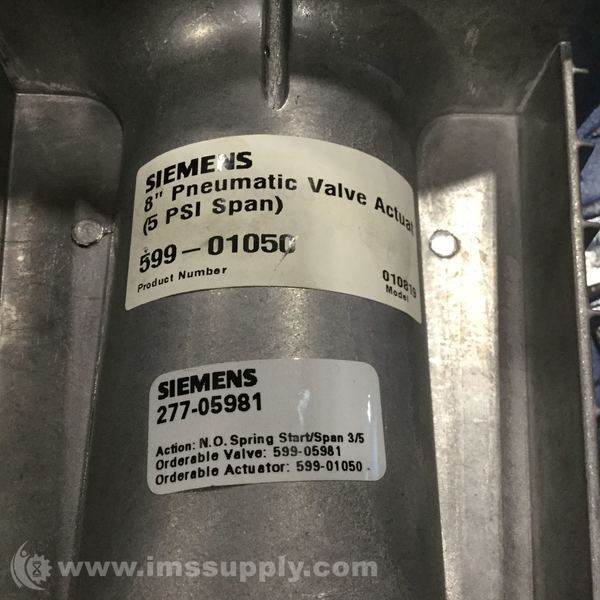 SIEMENS
8" Pneumatic Valve
(5 PSI Span)
599-01050
Product Number
Model
SIEMENS
277-05981
Action: N.O. Spring Start/Span 3/5
Orderable Valve: 599-05981
Orderable Actuator: 599-01050
www.imssupply.com